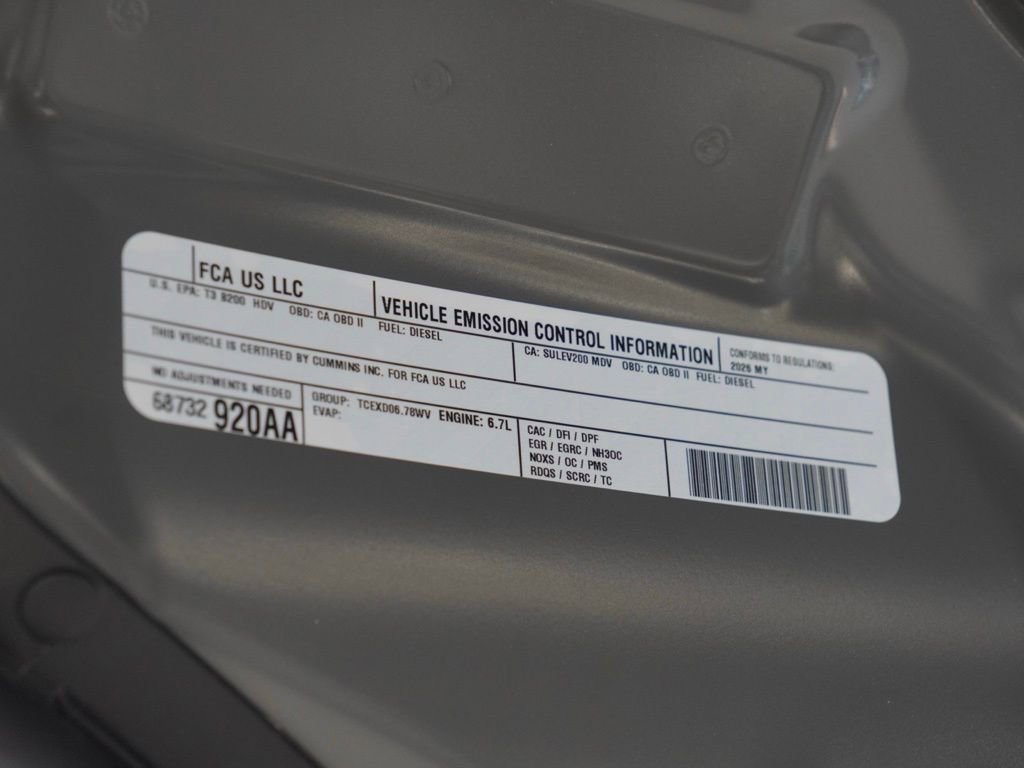 FCA US LLC
VEHICLE EMISSION CONTROL INFORMATION
CONFORMS TO REGULATIONS:
2026 MY
U.S. EPA: T3 B200 HDV OBD: CA OBD II FUEL: DIESEL
CA: SULEV200 MDV OBD: CA OBD II FUEL: DIESEL
THIS VEHICLE IS CERTIFIED BY CUMMINS INC. FOR FCA US LLC
NO ADJUSTMENTS NEEDED
68732 920AA
GROUP: TCEXD06.78WV ENGINE: 6.7L
EVAP:
CAC / DFI / DPF
EGR / EGRC / NH3OC
NOXS / OC / PMS
RDQS / SCRC / TC